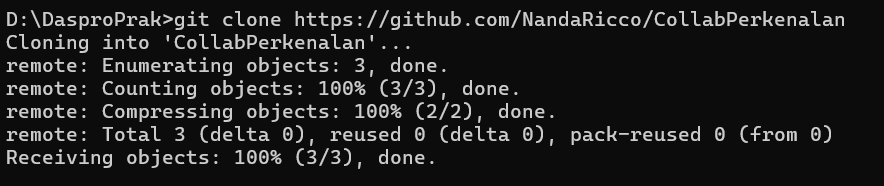 D:\DasproPrak>git clone https://github.com/NandaRicco/CollabPerkenalan
Cloning into 'CollabPerkenalan'...
remote: Enumerating objects: 3, done.
remote: Counting objects: 100% (3/3), done.
remote: Compressing objects: 100% (2/2), done.
remote: Total 3 (delta 0), reused 0 (delta 0), pack-reused 0 (from 0)
Receiving objects: 100% (3/3), done.